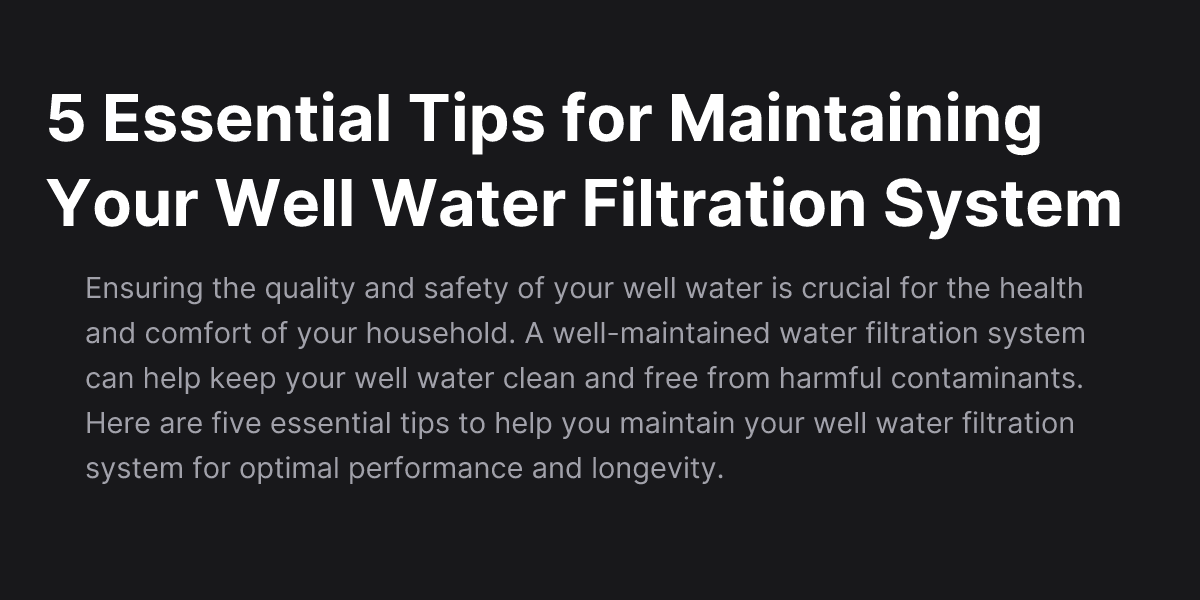 5 Essential Tips for Maintaining
Your Well Water Filtration System
Ensuring the quality and safety of your well water is crucial for the health
and comfort of your household. A well-maintained water filtration system
can help keep your well water clean and free from harmful contaminants.
Here are five essential tips to help you maintain your well water filtration
system for optimal performance and longevity.